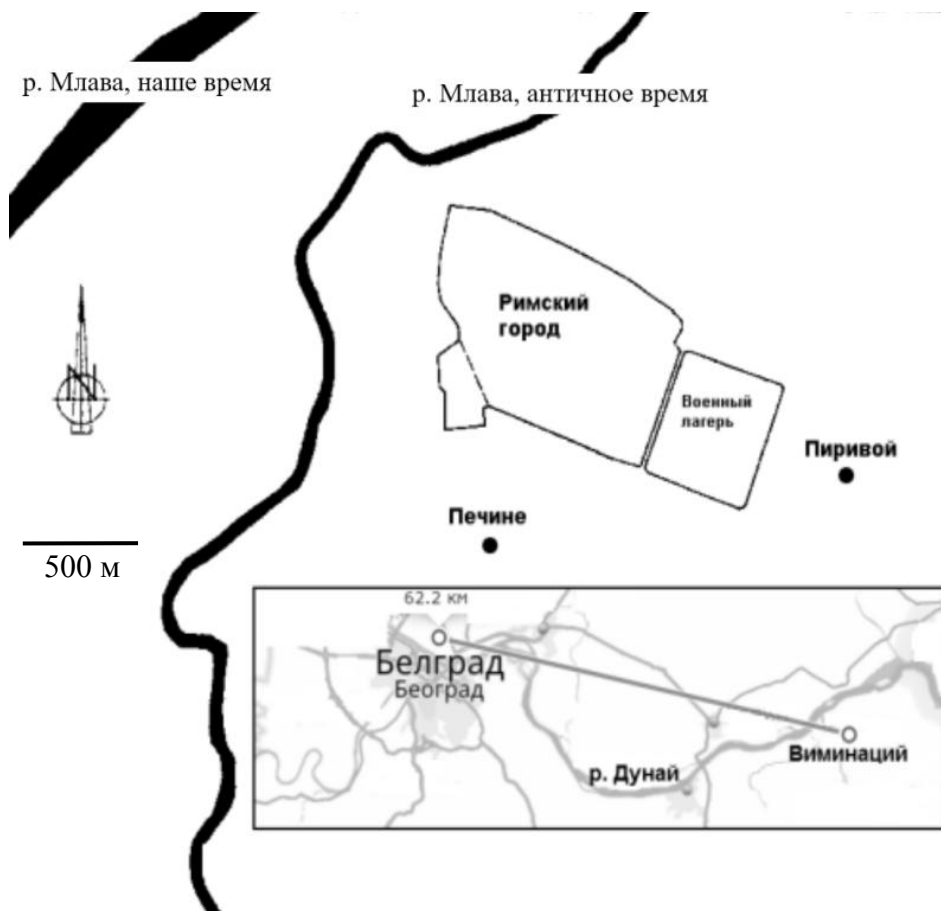 р. Млава, наше время
р. Млава, античное время
Римский
город
Военный
лагерь
Пиривой
Печине
N
500 м
62.2 км
Белград
Београд
Виминаций
р. Дунай